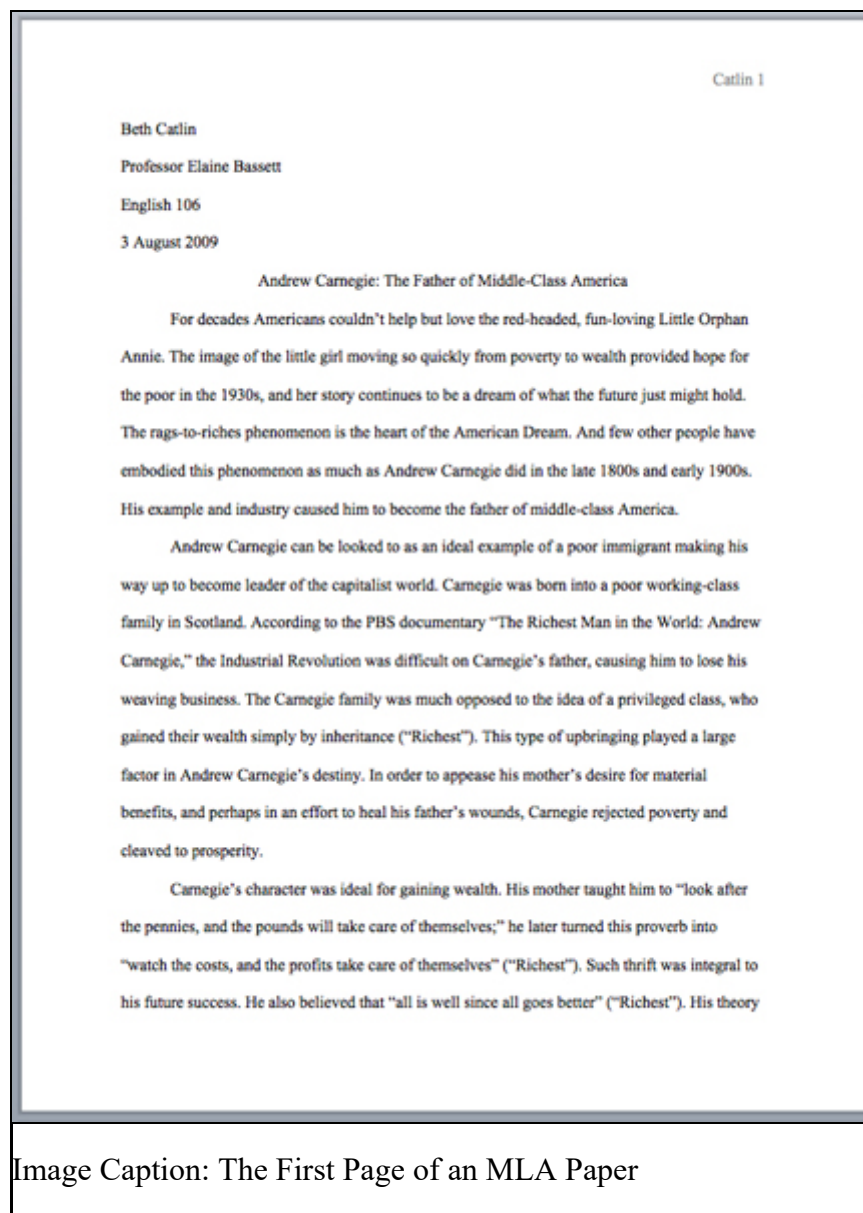 Catlin 1
Beth Catlin
Professor Elaine Bassett
English 106
3 August 2009
Andrew Carnegie: The Father of Middle-Class America
For decades Americans couldn’t help but love the red-headed, fun-loving Little Orphan
Annie. The image of the little girl moving so quickly from poverty to wealth provided hope for
the poor in the 1930s, and her story continues to be a dream of what the future just might hold.
The rags-to-riches phenomenon is the heart of the American Dream. And few other people have
embodied this phenomenon as much as Andrew Carnegie did in the late 1800s and early 1900s.
His example and industry caused him to become the father of middle-class America.
Andrew Carnegie can be looked to as an ideal example of a poor immigrant making his
way up to become leader of the capitalist world. Carnegie was born into a poor working-class
family in Scotland. According to the PBS documentary “The Richest Man in the World: Andrew
Carnegie,” the Industrial Revolution was difficult on Carnegie’s father, causing him to lose his
weaving business. The Carnegie family was much opposed to the idea of a privileged class, who
gained their wealth simply by inheritance (“Richest”). This type of upbringing played a large
factor in Andrew Carnegie’s destiny. In order to appease his mother’s desire for material
benefits, and perhaps in an effort to heal his father’s wounds, Carnegie rejected poverty and
cleaved to prosperity.
Carnegie’s character was ideal for gaining wealth. His mother taught him to “look after
the pennies, and the pounds will take care of themselves;” he later turned this proverb into
“watch the costs, and the profits take care of themselves” (“Richest”). Such thrift was integral to
his future success. He also believed that “all is well since all goes better” (“Richest”). His theory
Image Caption: The First Page of an MLA Paper